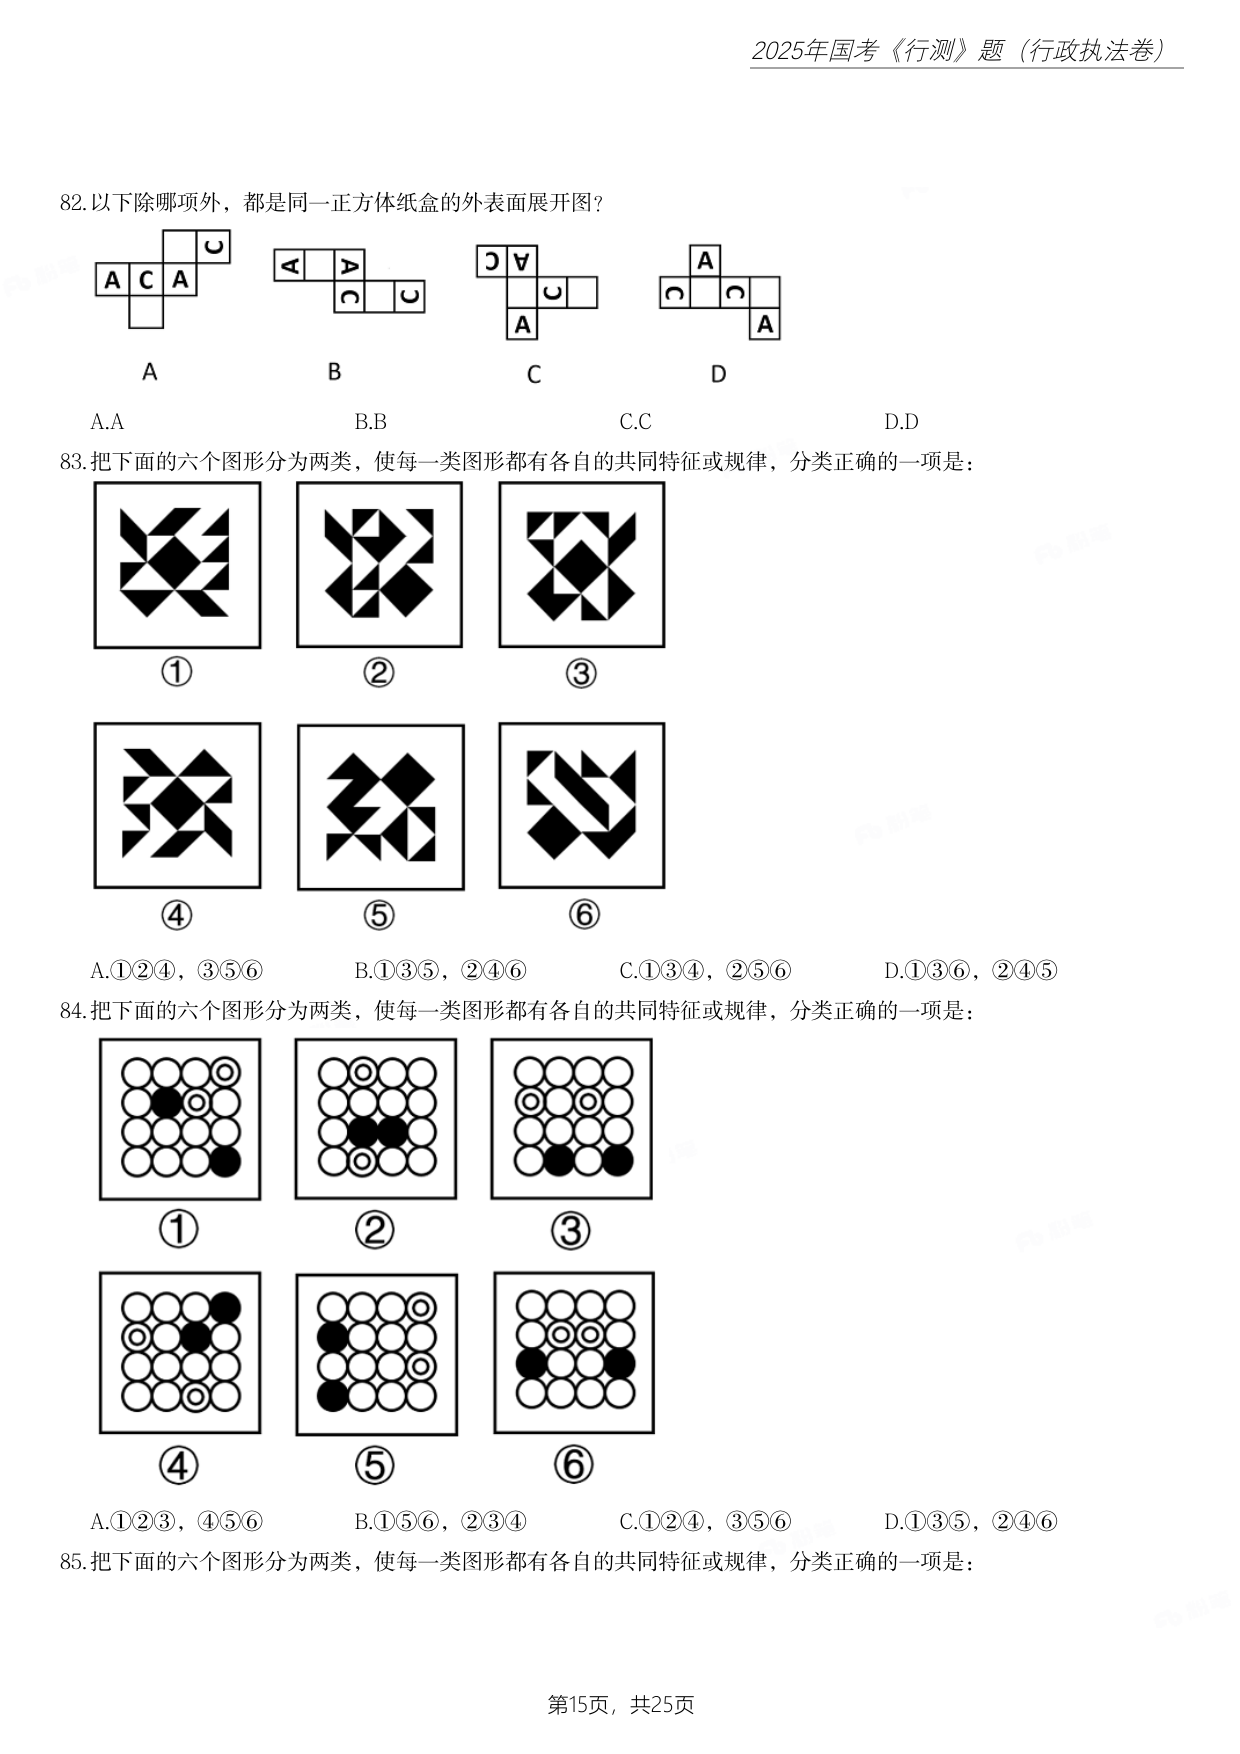 2025年国考《行测》题（行政执法卷）
82.以下除哪项外，都是同一正方体纸盒的外表面展开图？
C
A C A
A A
C C
C A
C
A
A
C C
A
A B C D
A.A B.B C.C D.D
83.把下面的六个图形分为两类，使每一类图形都有各自的共同特征或规律，分类正确的一项是：
① ② ③
④ ⑤ ⑥
A.①②④，③⑤⑥ B.①③⑤，②④⑥ C.①③④，②⑤⑥ D.①③⑥，②④⑤
84.把下面的六个图形分为两类，使每一类图形都有各自的共同特征或规律，分类正确的一项是：
① ② ③
④ ⑤ ⑥
A.①②③，④⑤⑥ B.①⑤⑥，②③④ C.①②④，③⑤⑥ D.①③⑤，②④⑥
85.把下面的六个图形分为两类，使每一类图形都有各自的共同特征或规律，分类正确的一项是：
第15页，共25页